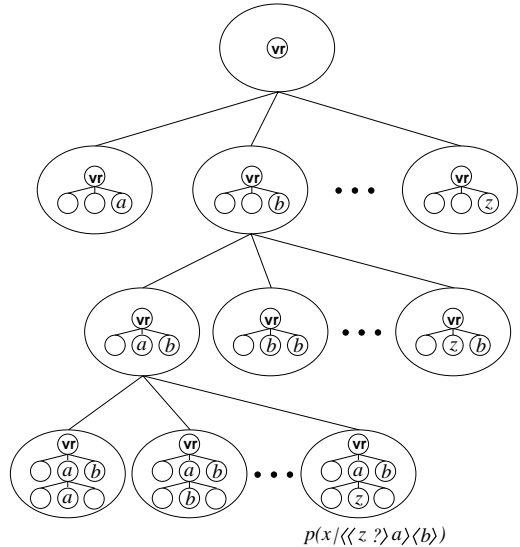 vr
vr vr vr
a b • • • z
vr vr vr
a b b b • • • z b
vr vr vr
a b a b • • • a b
a b z
p(x|⟨⟨z ?⟩a⟩⟨b⟩)